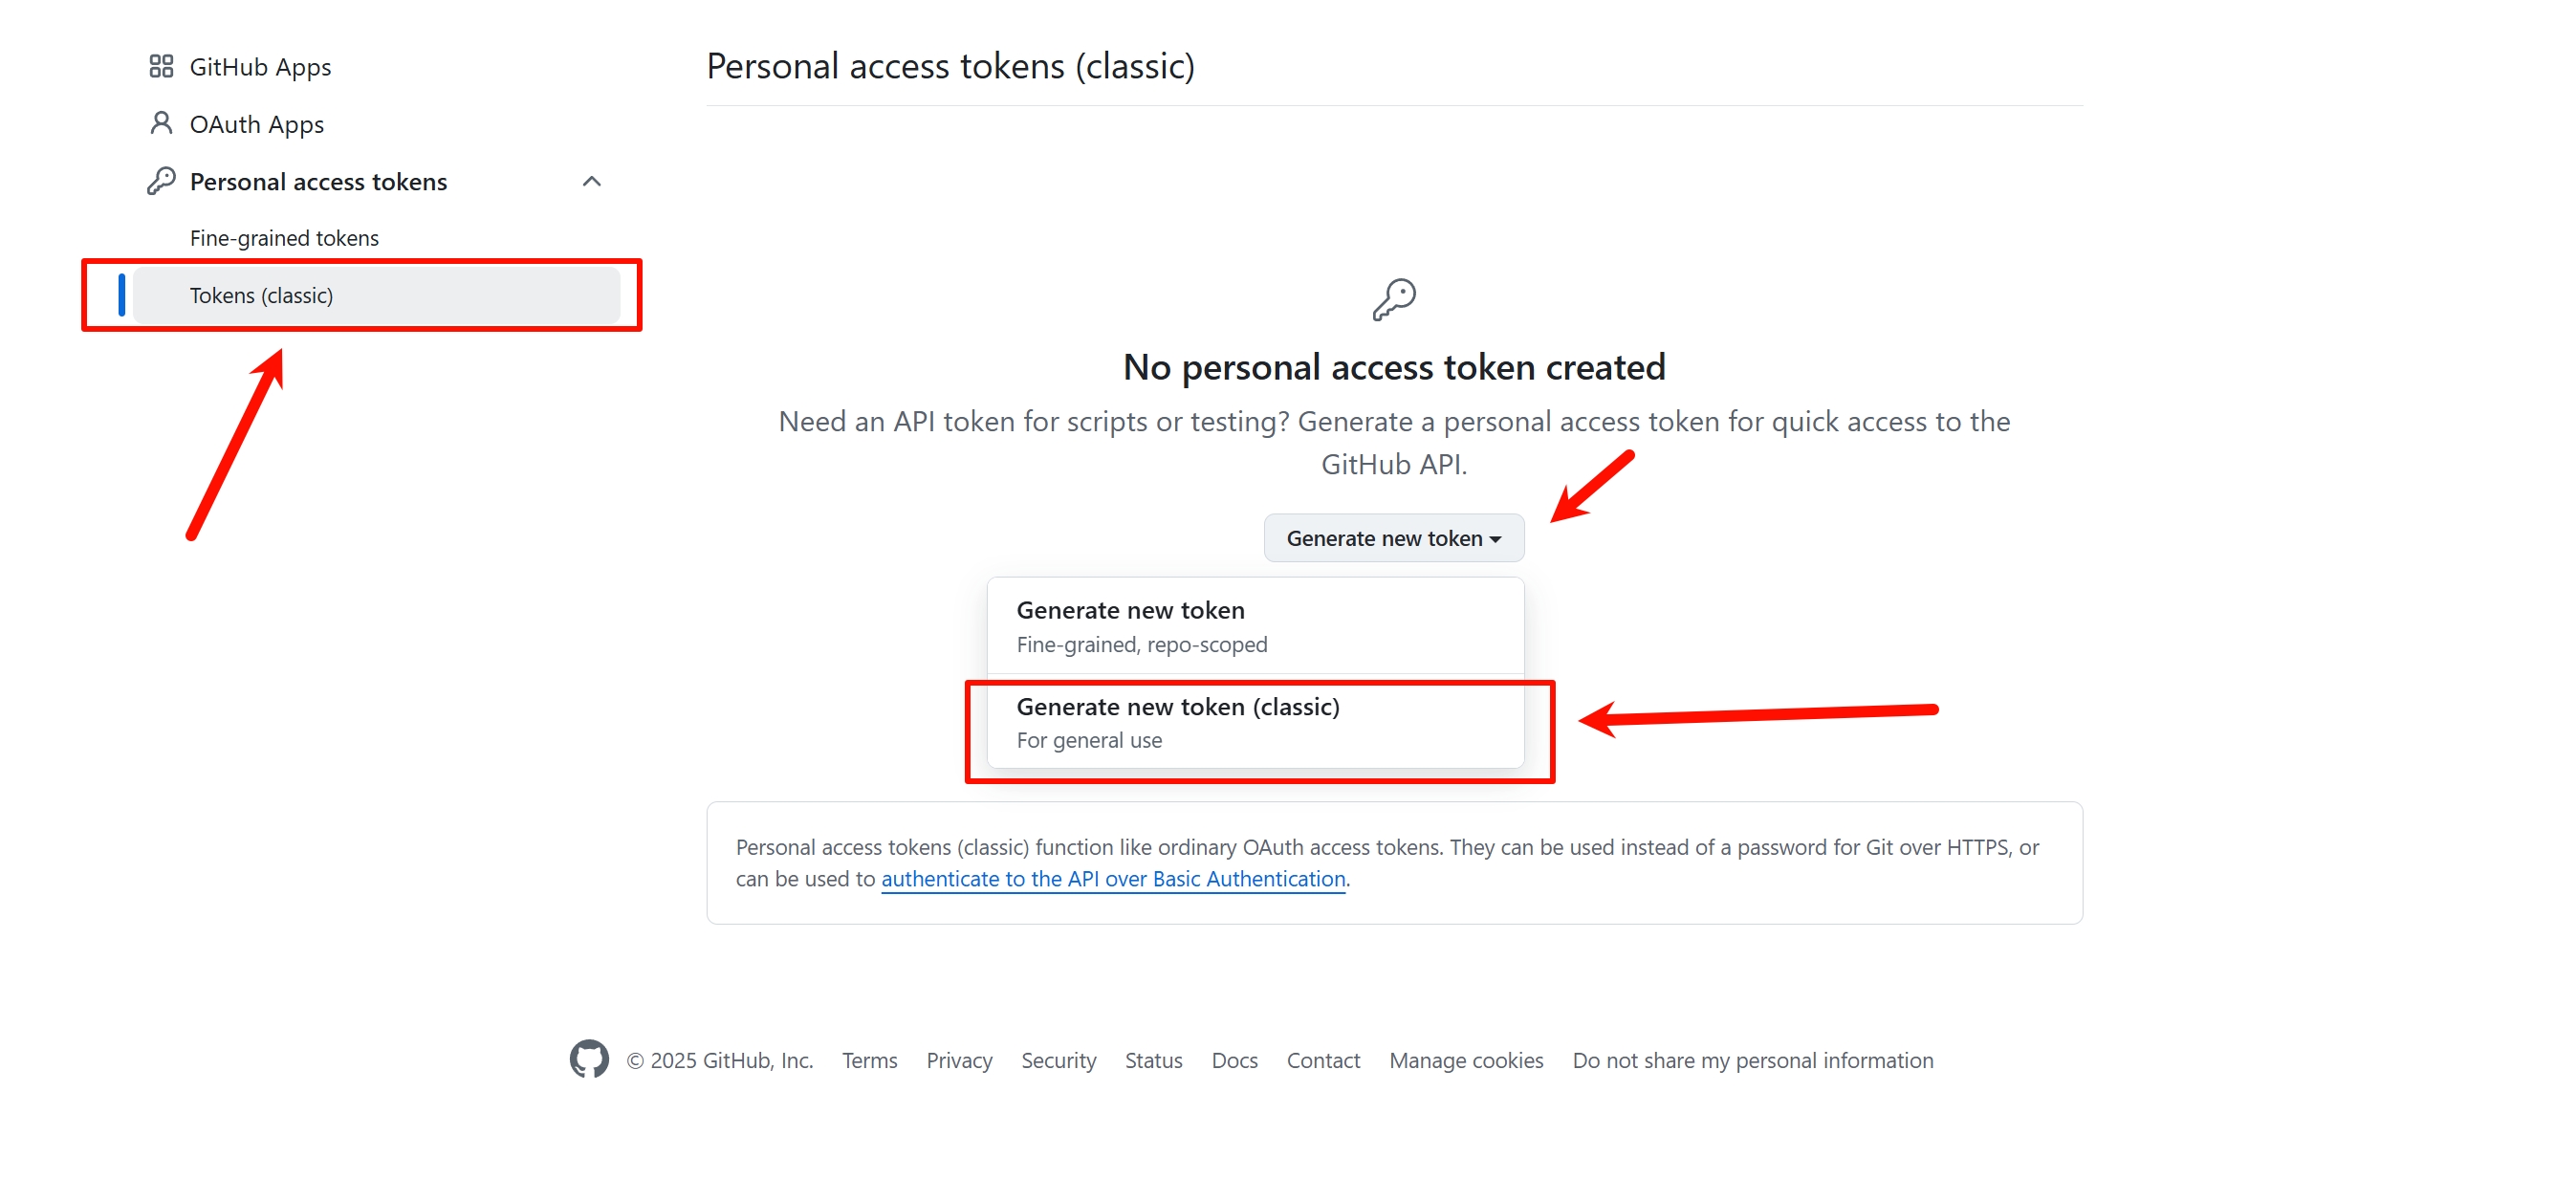 GitHub Apps
OAuth Apps
Personal access tokens
Fine-grained tokens
Tokens (classic)
Personal access tokens (classic)
No personal access token created
Need an API token for scripts or testing? Generate a personal access token for quick access to the
GitHub API.
Generate new token
Generate new token
Fine-grained, repo-scoped
Generate new token (classic)
For general use
Personal access tokens (classic) function like ordinary OAuth access tokens. They can be used instead of a password for Git over HTTPS, or
can be used to authenticate to the API over Basic Authentication.
© 2025 GitHub, Inc. Terms Privacy Security Status Docs Contact Manage cookies Do not share my personal information